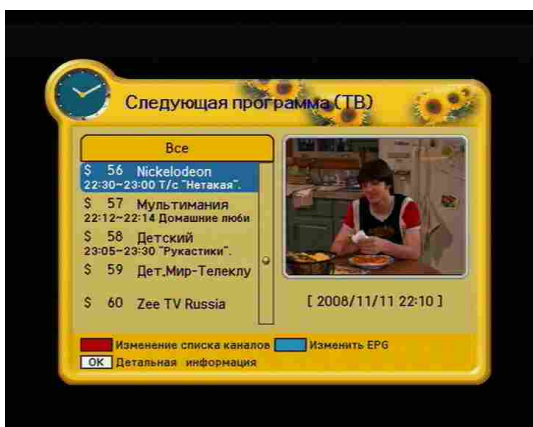 Следующая программа (ТВ)
Все
$ 56 Nickelodeon
22:30~23:00 Т/с "Нетакая".
$ 57 Мультимания
22:12~22:14 Домашние люби
$ 58 Детский
23:05~23:30 "Рукастики".
$ 59 Дет.Мир-Телеклу
$ 60 Zee TV Russia
[ 2008/11/11 22:10 ]
Изменение списка каналов Изменить EPG
OK Детальная информация